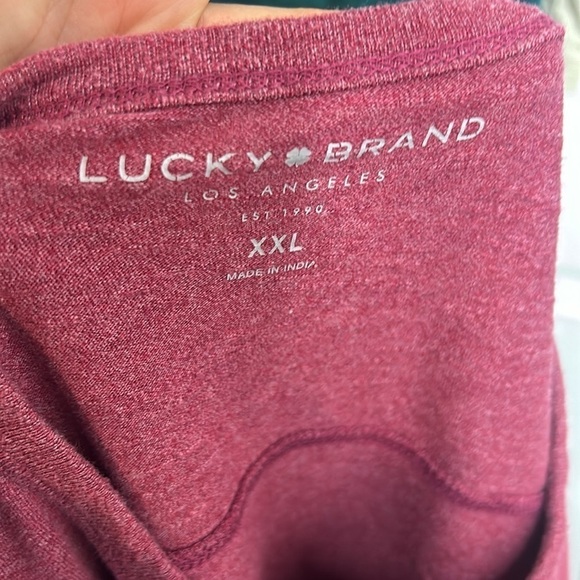 LUCKY BRAND
LOS ANGELES
EST 1990
XXL
MADE IN INDIA